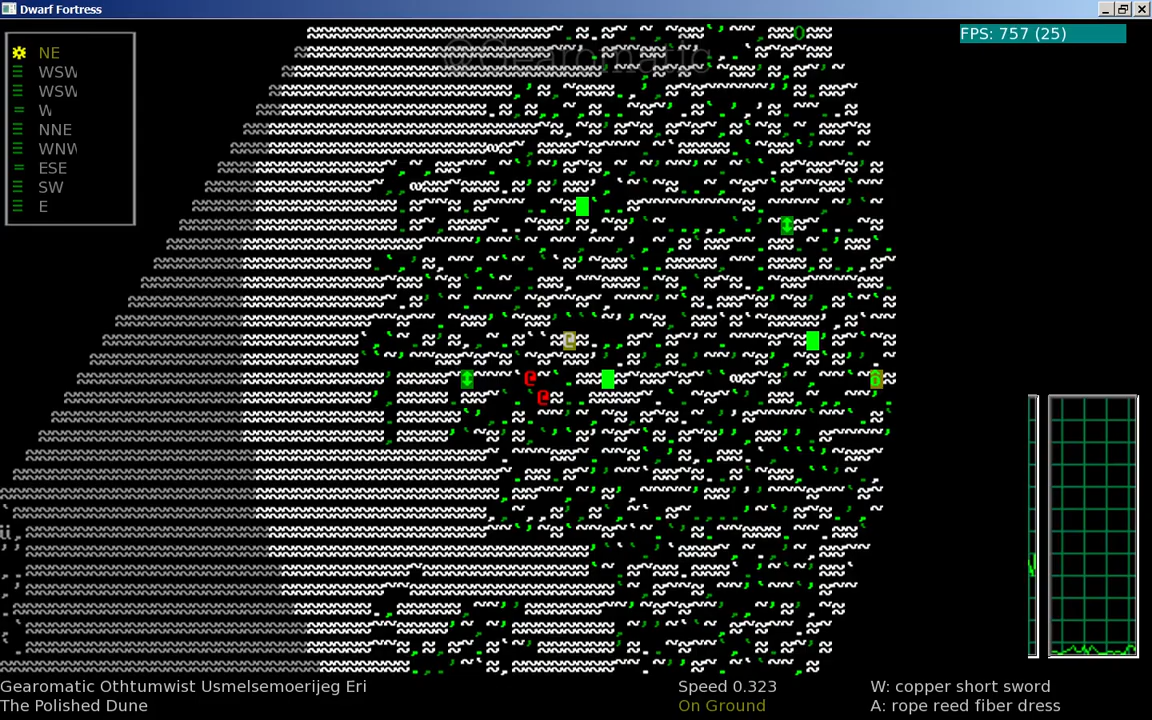 Dwarf Fortress
@Gearomatic
FPS: 757 (25)
NE
WSW
WSW
W
NNE
WNW
ESE
SW
E
Gearomatic Othtumwist Usmelsemoerijeg Eri
The Polished Dune
Speed 0.323
On Ground
W: copper short sword
A: rope reed fiber dress